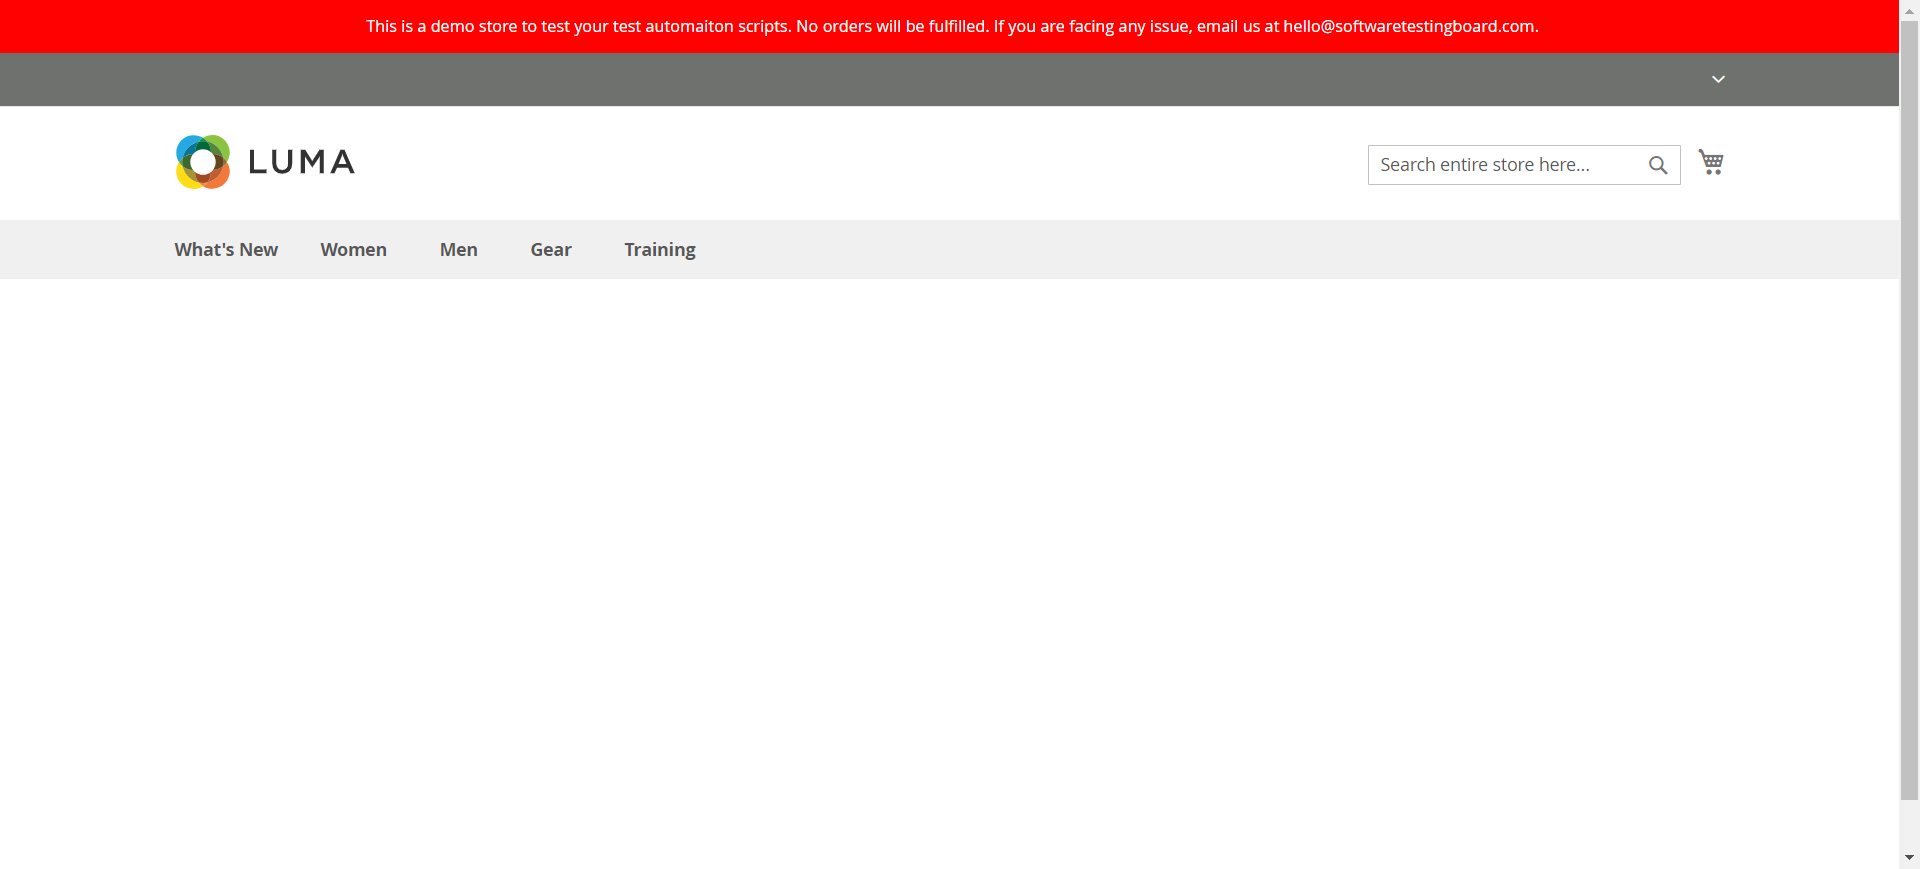 This is a demo store to test your test automaiton scripts. No orders will be fulfilled. If you are facing any issue, email us at hello@softwaretestingboard.com.
LUMA
Search entire store here...
What's New Women Men Gear Training